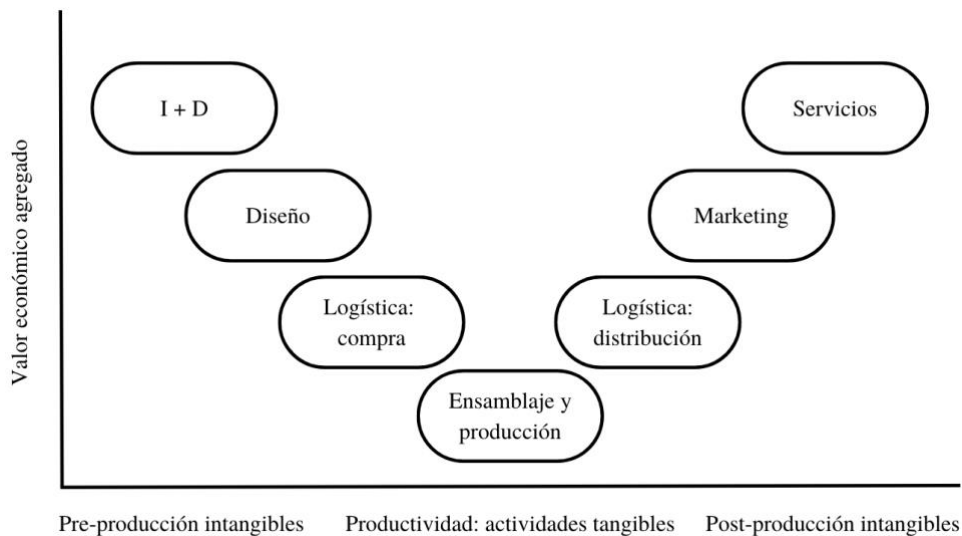 Valor económico agregado
I + D
Servicios
Diseño
Marketing
Logística:
compra
Logística:
distribución
Ensamblaje y
producción
Pre-producción intangibles
Productividad: actividades tangibles
Post-producción intangibles